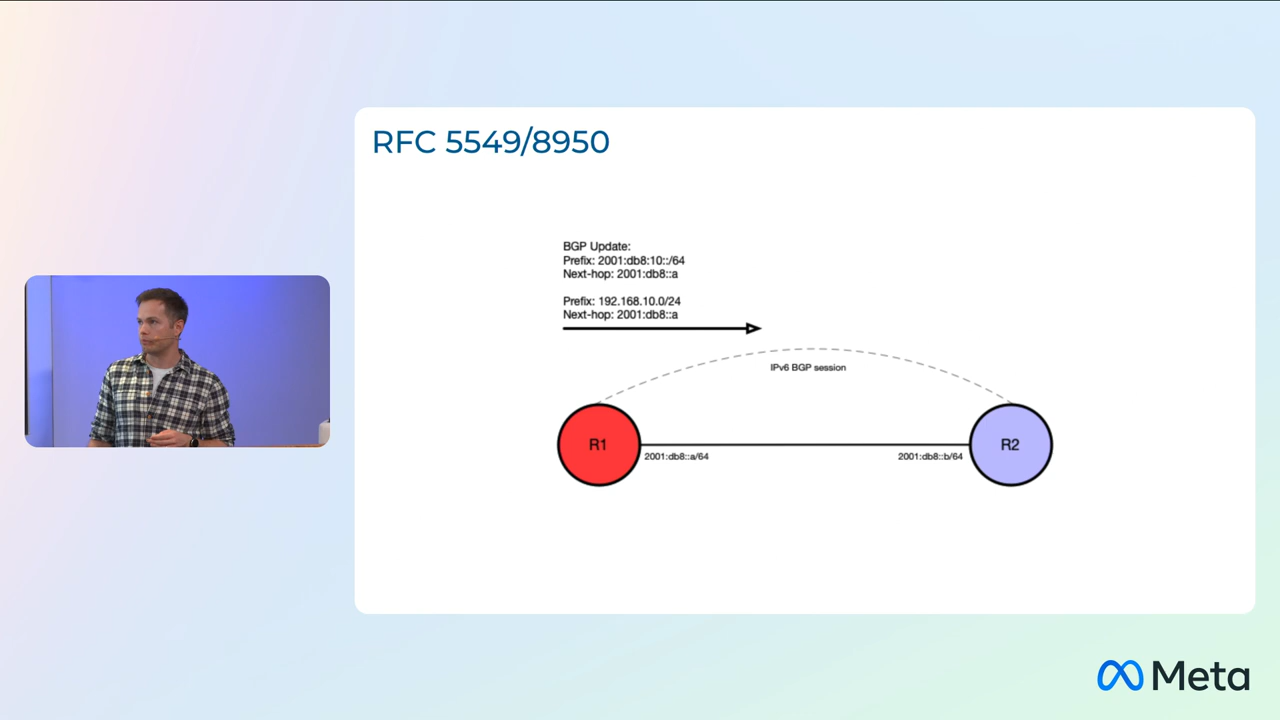 RFC 5549/8950
BGP Update:
Prefix: 2001:db8:10::/64
Next-hop: 2001:db8::a
Prefix: 192.168.10.0/24
Next-hop: 2001:db8::a
IPv6 BGP session
R1
R2
2001:db8::a/64
2001:db8::b/64
Meta